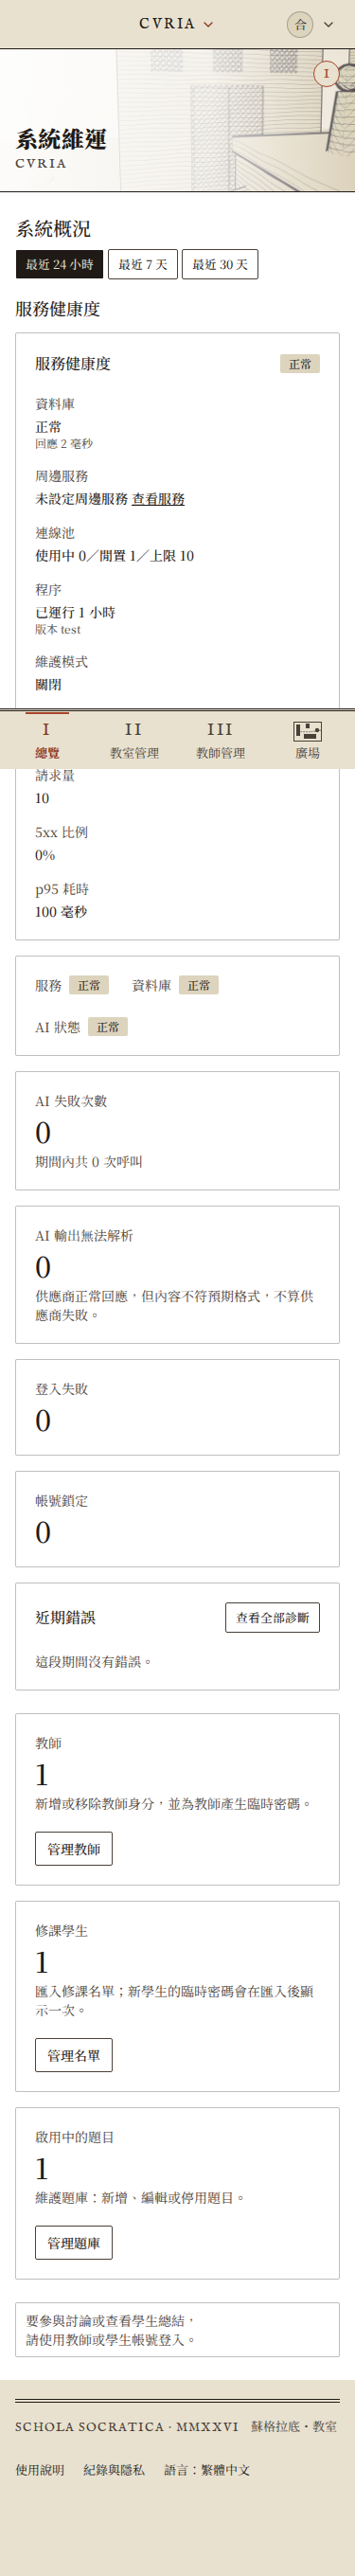 CVRIA
合
I
系統維運
CVRIA
系統概況
最近 24 小時
最近 7 天
最近 30 天
服務健康度
服務健康度
正常
資料庫
正常
回應 2 毫秒
周邊服務
未設定周邊服務 查看服務
連線池
使用中 0／閒置 1／上限 10
程序
已運行 1 小時
版本 test
維護模式
關閉
I
總覽
II
教室管理
III
教師管理
廣場
請求量
10
5xx 比例
0%
p95 耗時
100 毫秒
服務 正常
資料庫 正常
AI 狀態 正常
AI 失敗次數
0
期間內共 0 次呼叫
AI 輸出無法解析
0
供應商正常回應，但內容不符預期格式，不算供
應商失敗。
登入失敗
0
帳號鎖定
0
近期錯誤
查看全部診斷
這段期間沒有錯誤。
教師
1
新增或移除教師身分，並為教師產生臨時密碼。
管理教師
修課學生
1
匯入修課名單；新學生的臨時密碼會在匯入後顯
示一次。
管理名單
啟用中的題目
1
維護題庫：新增、編輯或停用題目。
管理題庫
要參與討論或查看學生總結，
請使用教師或學生帳號登入。
SCHOLA SOCRATICA · MMXXVI 蘇格拉底・教室
使用說明
紀錄與隱私
語言：繁體中文